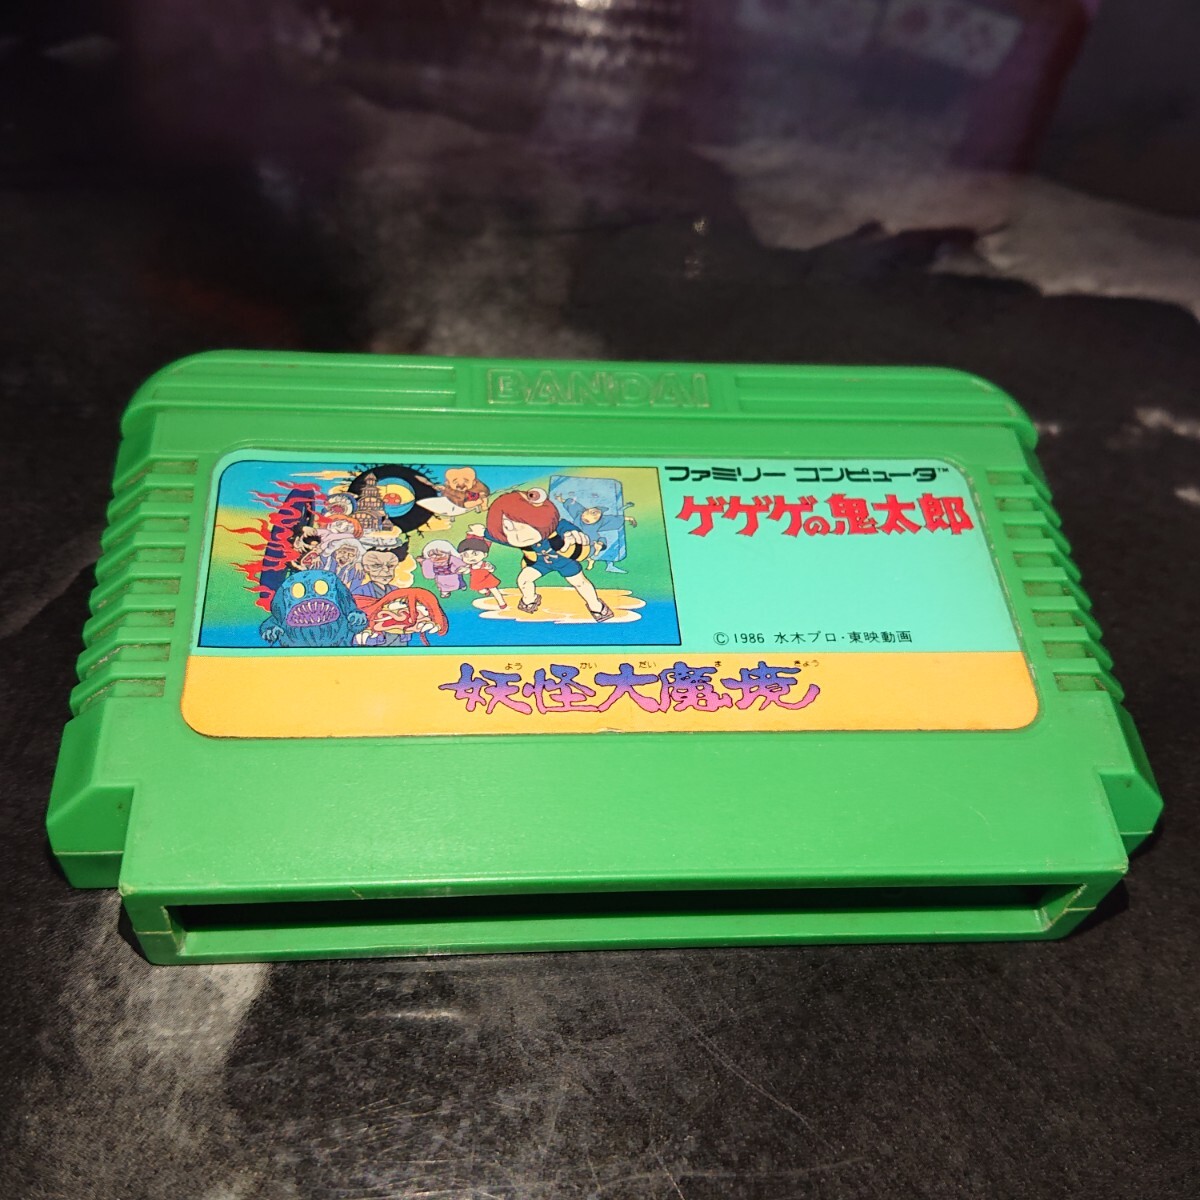 BANDAI
ファミリー コンピュータ™
ゲゲゲの鬼太郎
©1986 水木プロ・東映動画
よう かい だい ま きょう
妖怪大魔境